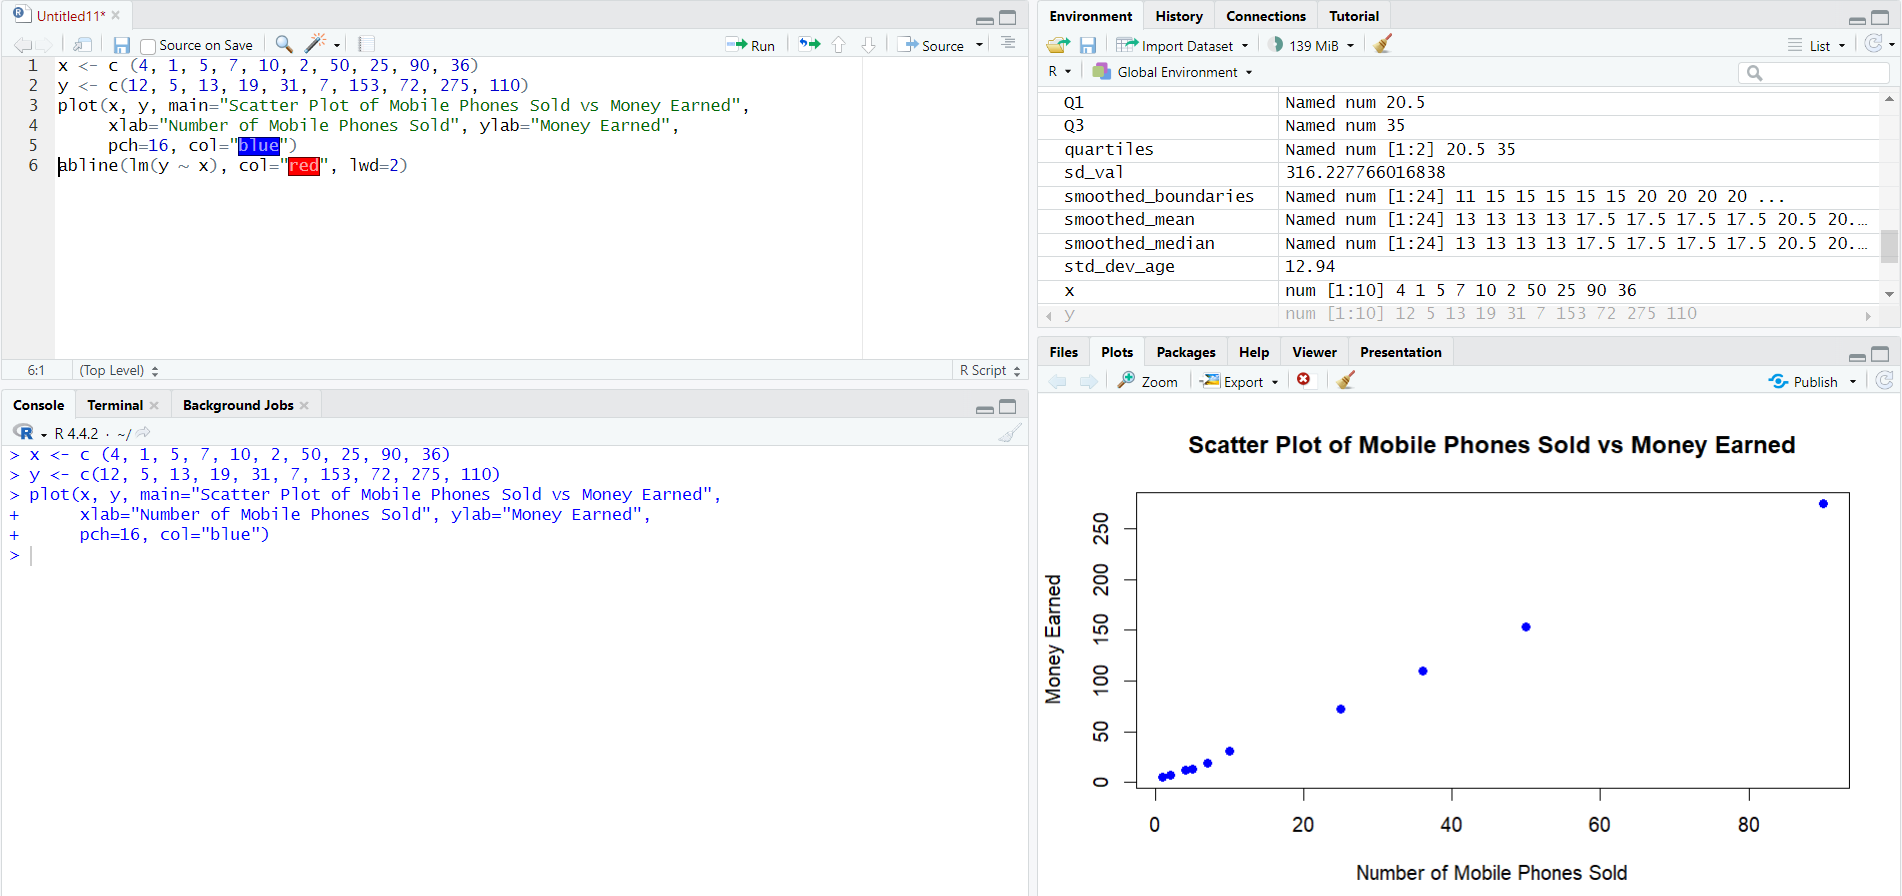 Untitled11*
Source on Save
Run
Source
1 x <- c (4, 1, 5, 7, 10, 2, 50, 25, 90, 36)
2 y <- c(12, 5, 13, 19, 31, 7, 153, 72, 275, 110)
3 plot(x, y, main="Scatter Plot of Mobile Phones Sold vs Money Earned",
4 xlab="Number of Mobile Phones Sold", ylab="Money Earned",
5 pch=16, col="blue")
6 abline(lm(y ~ x), col="red", lwd=2)
6:1 (Top Level) R Script
Console Terminal Background Jobs
R R 4.4.2 · ~/
> x <- c (4, 1, 5, 7, 10, 2, 50, 25, 90, 36)
> y <- c(12, 5, 13, 19, 31, 7, 153, 72, 275, 110)
> plot(x, y, main="Scatter Plot of Mobile Phones Sold vs Money Earned",
+ xlab="Number of Mobile Phones Sold", ylab="Money Earned",
+ pch=16, col="blue")
>
Environment History Connections Tutorial
Import Dataset 139 MiB List
R Global Environment
Q1 Named num 20.5
Q3 Named num 35
quartiles Named num [1:2] 20.5 35
sd_val 316.227766016838
smoothed_boundaries Named num [1:24] 11 15 15 15 15 15 20 20 20 20 ...
smoothed_mean Named num [1:24] 13 13 13 13 17.5 17.5 17.5 17.5 20.5 20.…
smoothed_median Named num [1:24] 13 13 13 13 17.5 17.5 17.5 17.5 20.5 20.…
std_dev_age 12.94
x num [1:10] 4 1 5 7 10 2 50 25 90 36
y num [1:10] 12 5 13 19 31 7 153 72 275 110
Files Plots Packages Help Viewer Presentation
Zoom Export Publish
Scatter Plot of Mobile Phones Sold vs Money Earned
Money Earned
250
200
150
100
50
0
0 20 40 60 80
Number of Mobile Phones Sold